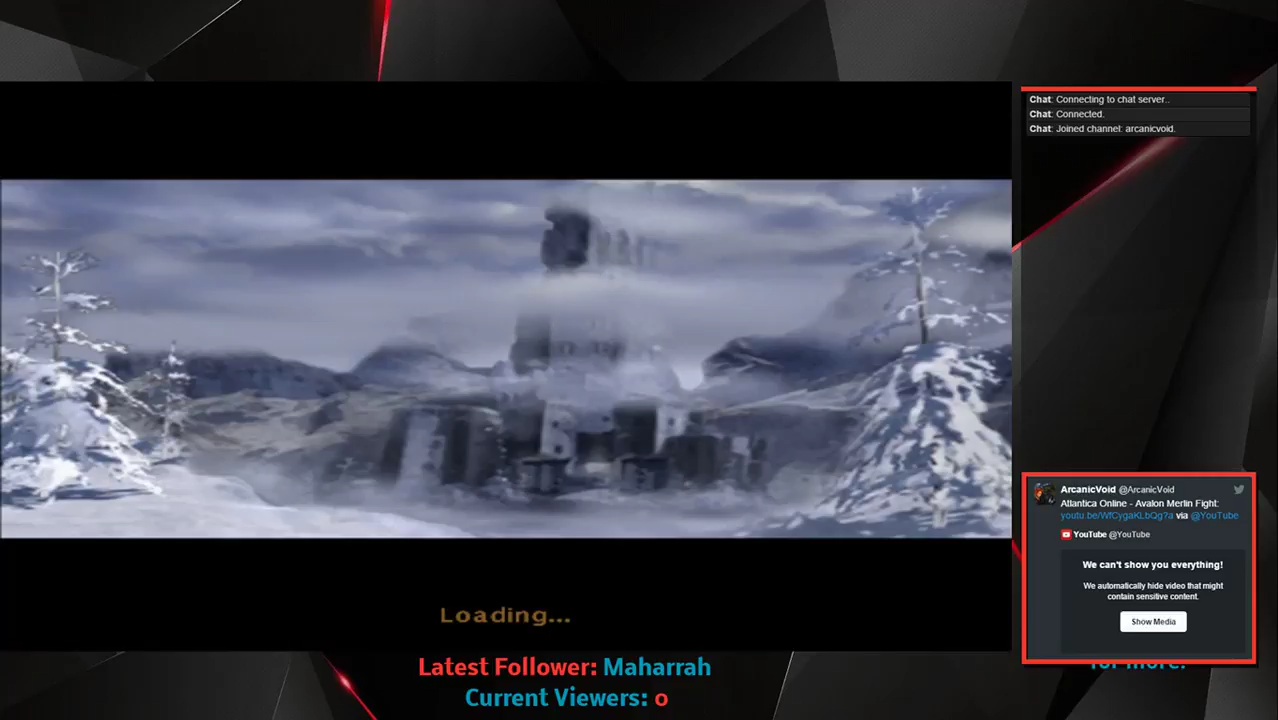 Chat: Connecting to chat server..
Chat: Connected.
Chat: Joined channel: arcanicvoid.
ArcanicVoid @ArcanicVoid
Atlantica Online - Avalon Merlin Fight:
youtu.be/WfCygaKLbQg?a via @YouTube
YouTube @YouTube
We can't show you everything!
We automatically hide video that might
contain sensitive content.
Show Media
for more!
Loading...
Latest Follower: Maharrah
Current Viewers: 0